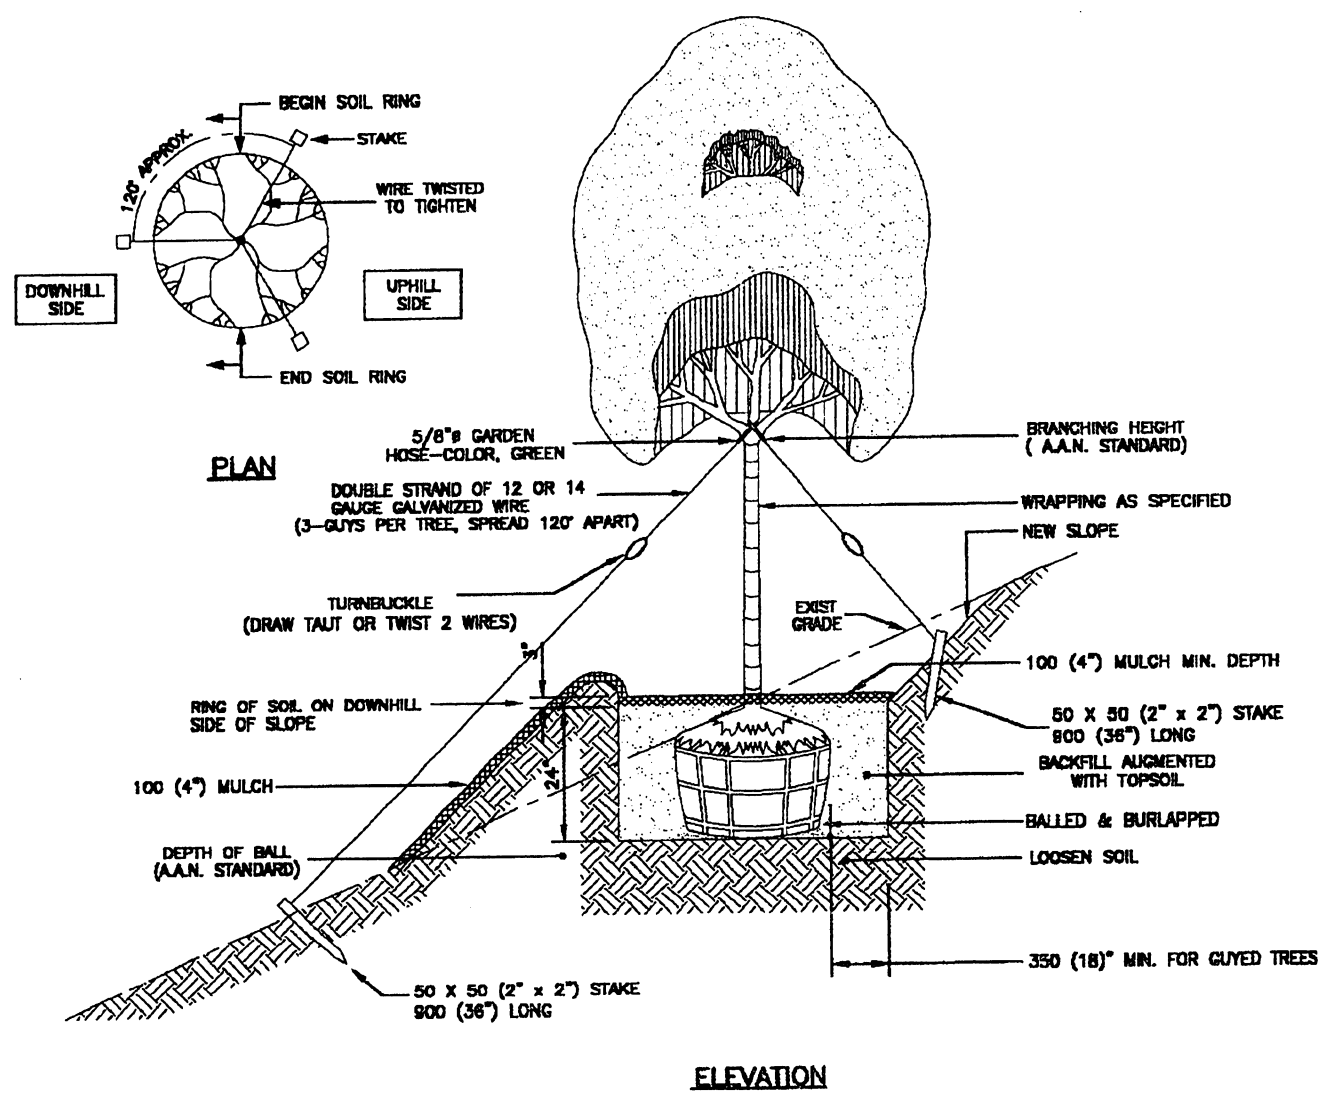 BEGIN SOIL RING
STAKE
120° APPROX.
WIRE TWISTED
TO TIGHTEN
DOWNHILL
SIDE
UPHILL
SIDE
END SOIL RING
PLAN
5/8"ø GARDEN
HOSE-COLOR, GREEN
BRANCHING HEIGHT
( A.A.N. STANDARD)
DOUBLE STRAND OF 12 OR 14
GAUGE GALVANIZED WIRE
(3-GUYS PER TREE, SPREAD 120° APART)
WRAPPING AS SPECIFIED
NEW SLOPE
TURNBUCKLE
(DRAW TAUT OR TWIST 2 WIRES)
EXIST
GRADE
3"
100 (4") MULCH MIN. DEPTH
RING OF SOIL ON DOWNHILL
SIDE OF SLOPE
50 X 50 (2" x 2") STAKE
900 (36") LONG
24"
BACKFILL AUGMENTED
WITH TOPSOIL
100 (4") MULCH
BALLED & BURLAPPED
DEPTH OF BALL
(A.A.N. STANDARD)
LOOSEN SOIL
350 (18)" MIN. FOR GUYED TREES
50 X 50 (2" x 2") STAKE
900 (36") LONG
ELEVATION